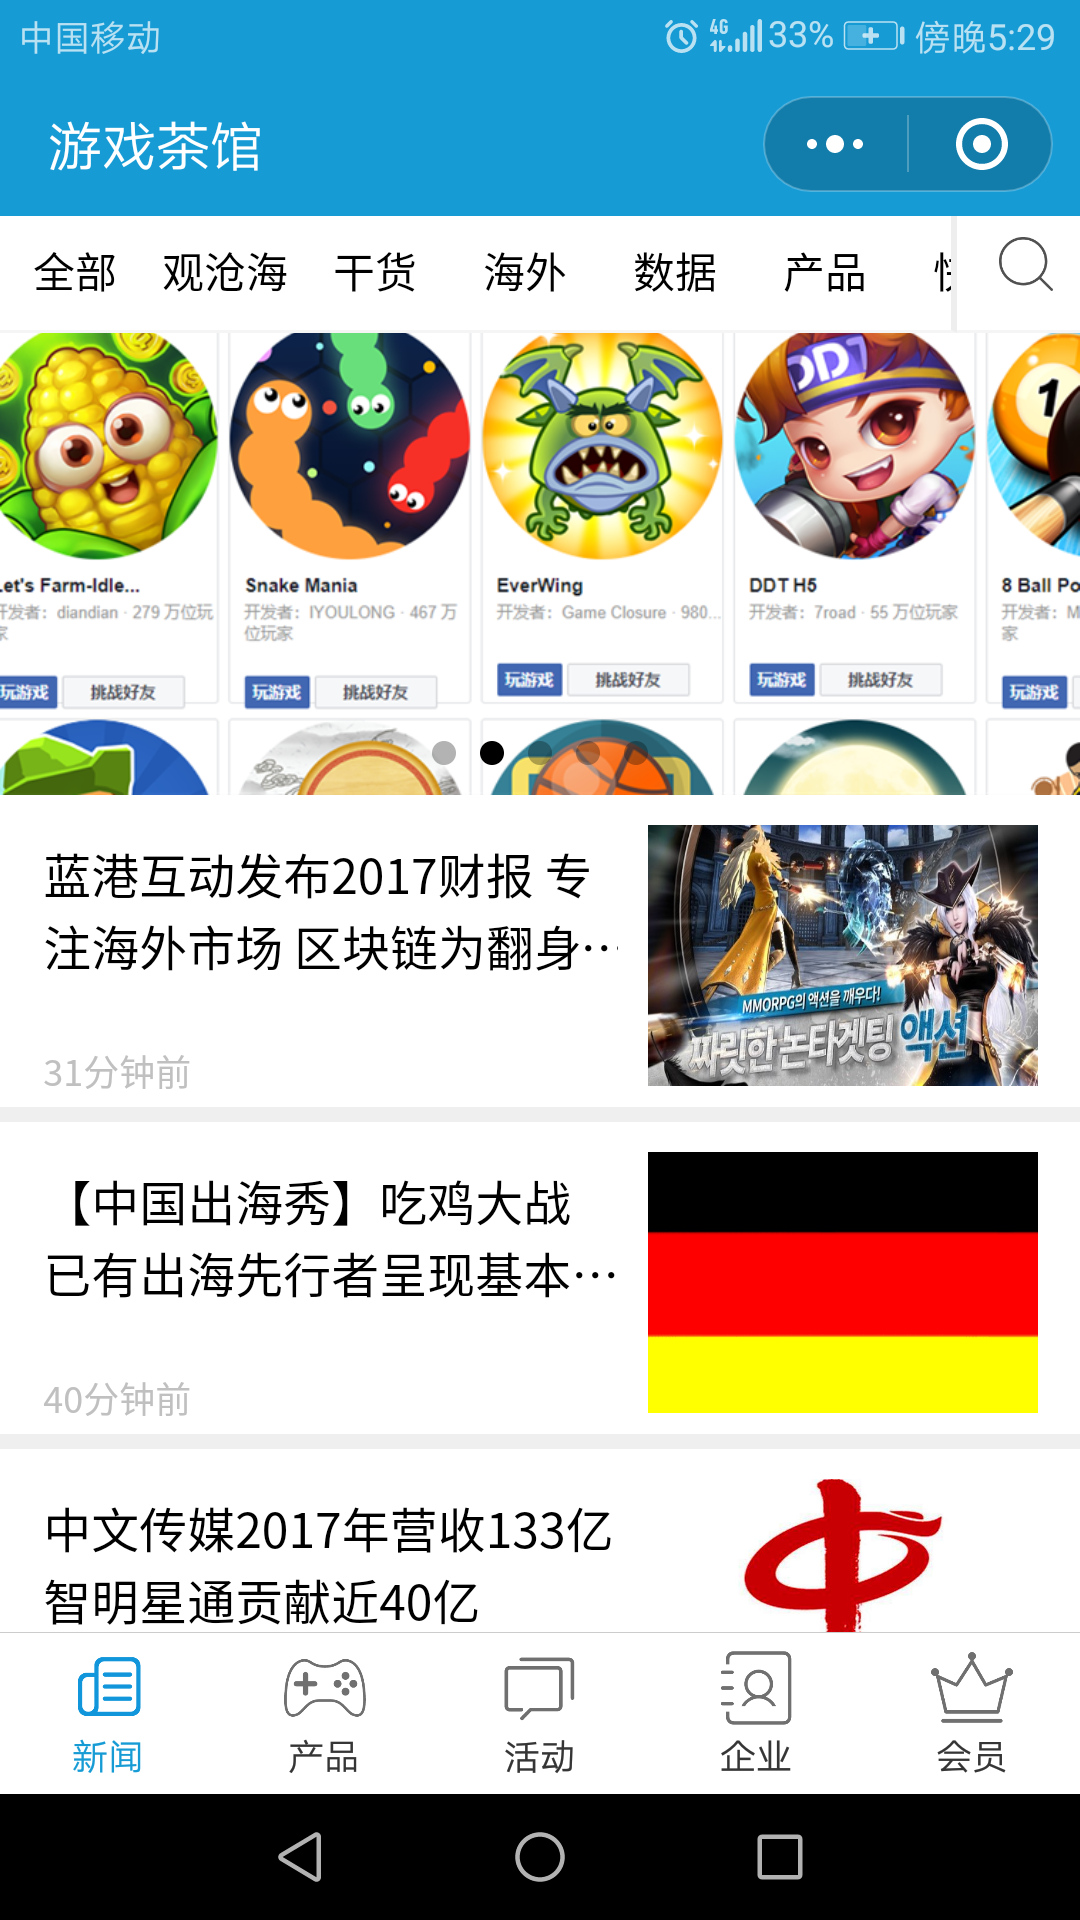 中国移动
4G 33% 傍晚5:29
游戏茶馆
全部 观沧海 干货 海外 数据 产品
DDT
1
Let's Farm-Idle... Snake Mania EverWing DDT H5 8 Ball Po
开发者：diandian · 279 万位玩家
开发者：IYOULONG · 467 万位玩家
开发者：Game Closure · 980...
开发者：7road · 55 万位玩家
开发者：M
家
玩游戏 挑战好友 玩游戏 挑战好友 玩游戏 挑战好友 玩游戏 挑战好友 玩游戏
蓝港互动发布2017财报 专
注海外市场 区块链为翻身…
MMORPG의 액션을 깨우다!
짜릿한 논타겟팅 액션
31分钟前
【中国出海秀】吃鸡大战
已有出海先行者呈现基本…
40分钟前
中文传媒2017年营收133亿
智明星通贡献近40亿
新闻 产品 活动 企业 会员